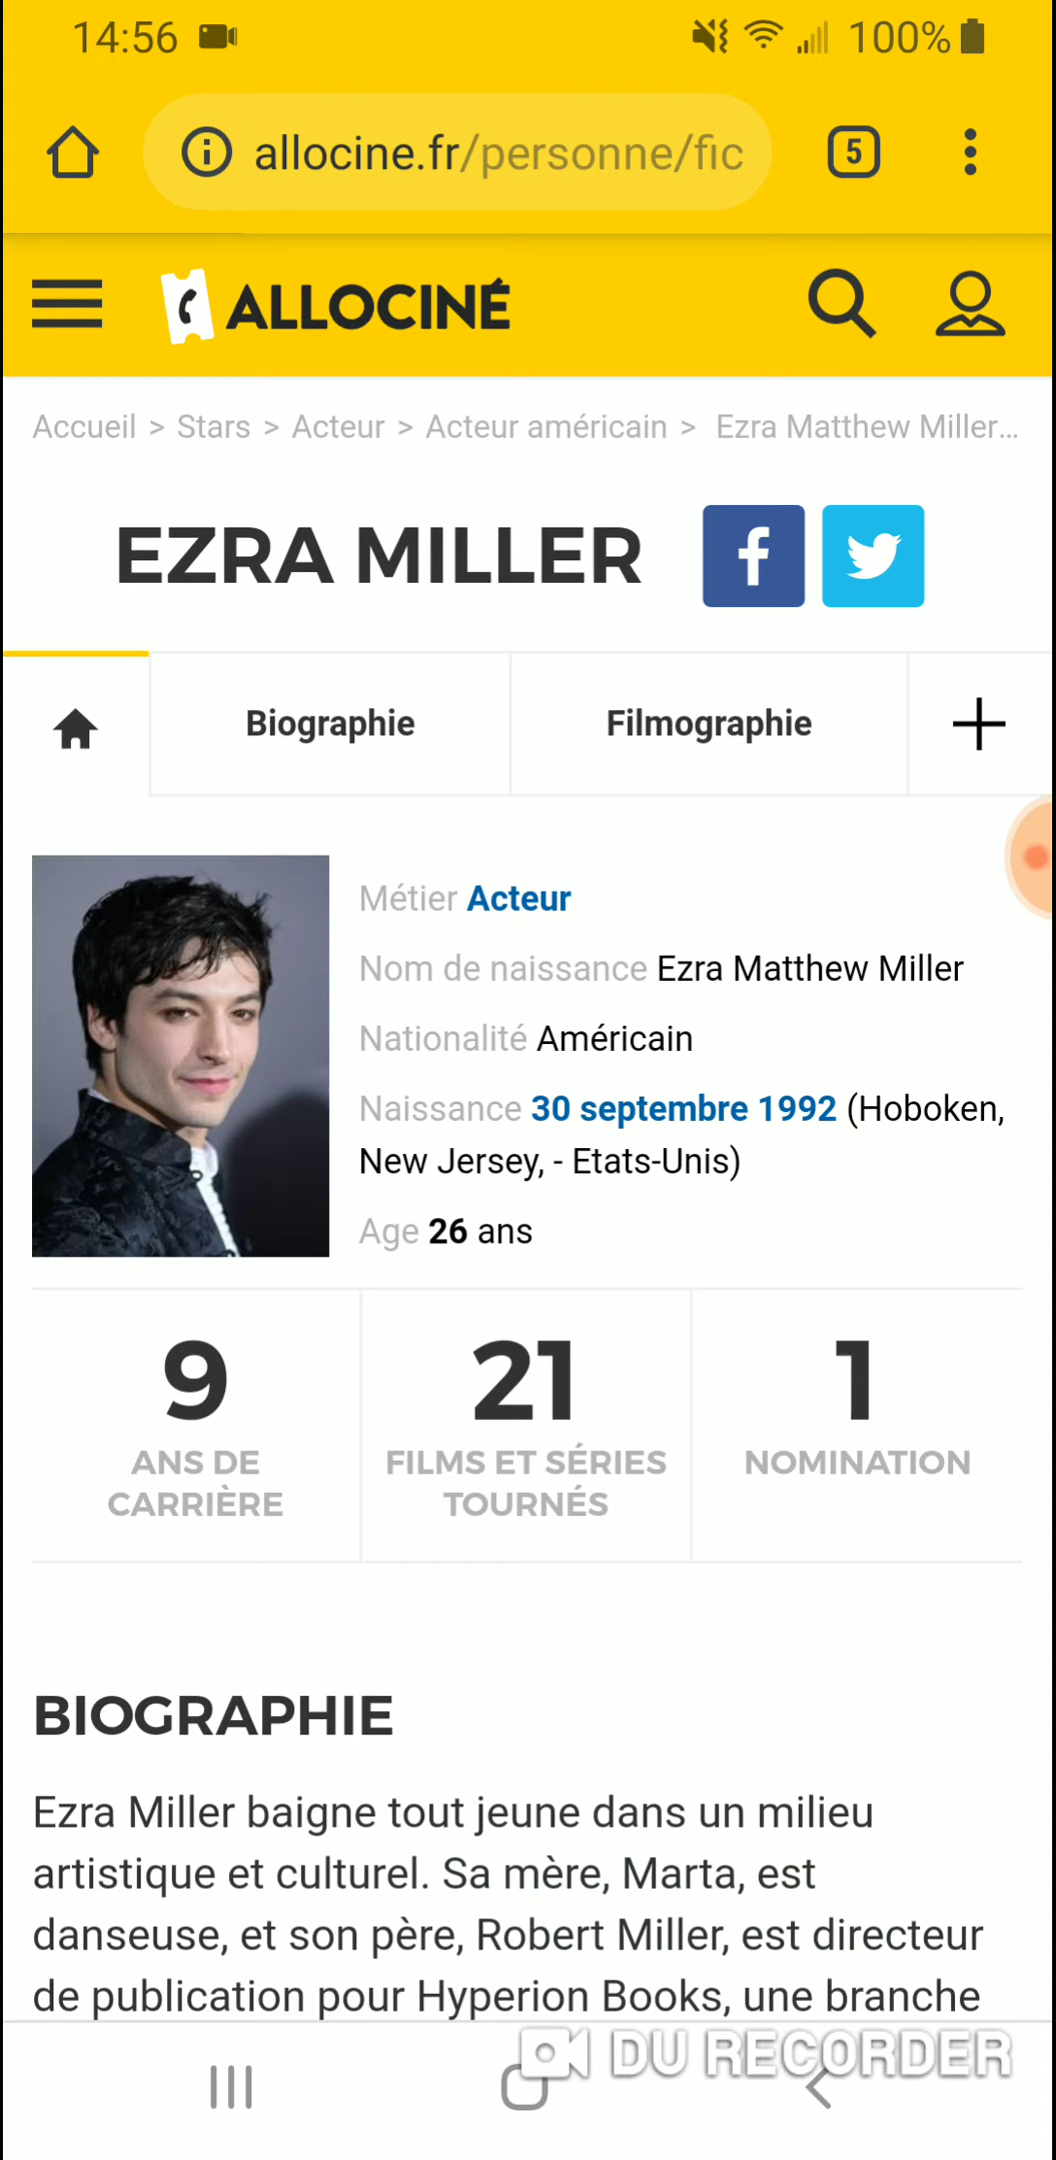 14:56
100%
allocine.fr/personne/fic
5
ALLOCINÉ
Accueil > Stars > Acteur > Acteur américain > Ezra Matthew Miller...
EZRA MILLER
Biographie
Filmographie
Métier Acteur
Nom de naissance Ezra Matthew Miller
Nationalité Américain
Naissance 30 septembre 1992 (Hoboken,
New Jersey, - Etats-Unis)
Age 26 ans
9
ANS DE
CARRIÈRE
21
FILMS ET SÉRIES
TOURNÉS
1
NOMINATION
BIOGRAPHIE
Ezra Miller baigne tout jeune dans un milieu
artistique et culturel. Sa mère, Marta, est
danseuse, et son père, Robert Miller, est directeur
de publication pour Hyperion Books, une branche
DU RECORDER